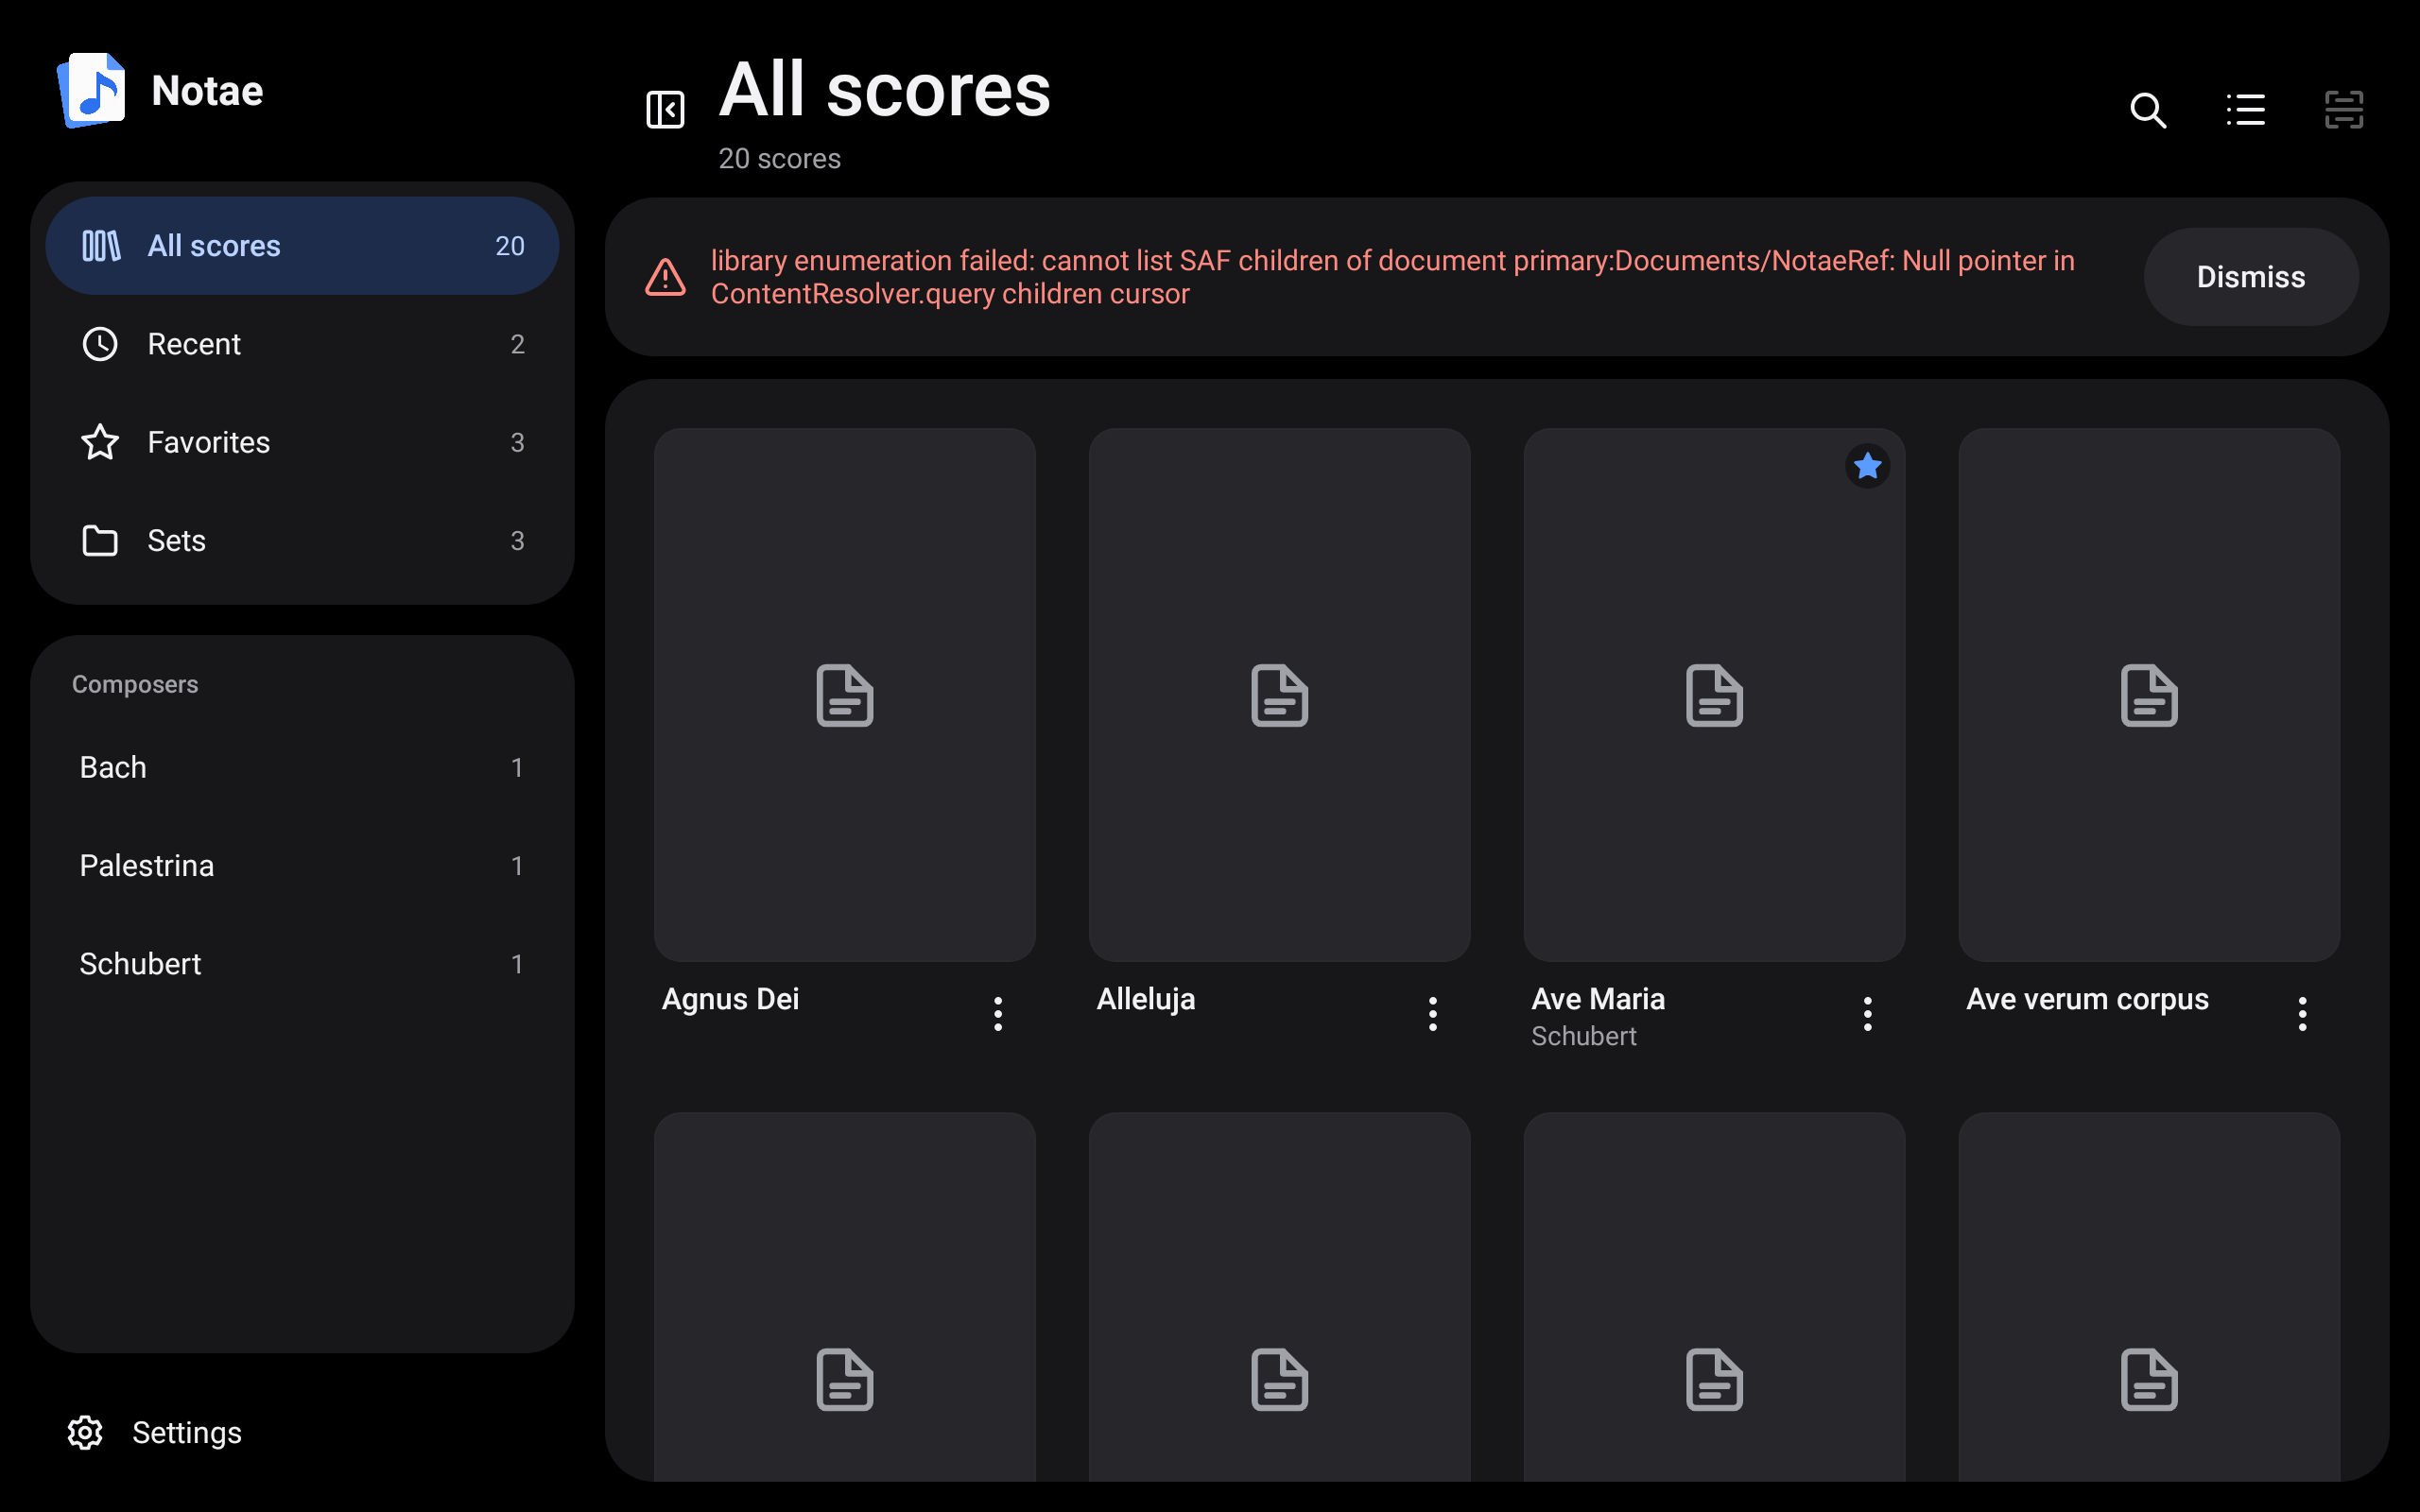 Notae
All scores 20
Recent 2
Favorites 3
Sets 3
Composers
Bach 1
Palestrina 1
Schubert 1
Settings
All scores
20 scores
library enumeration failed: cannot list SAF children of document primary:Documents/NotaeRef: Null pointer in
ContentResolver.query children cursor
Dismiss
Agnus Dei
Alleluja
Ave Maria
Schubert
Ave verum corpus